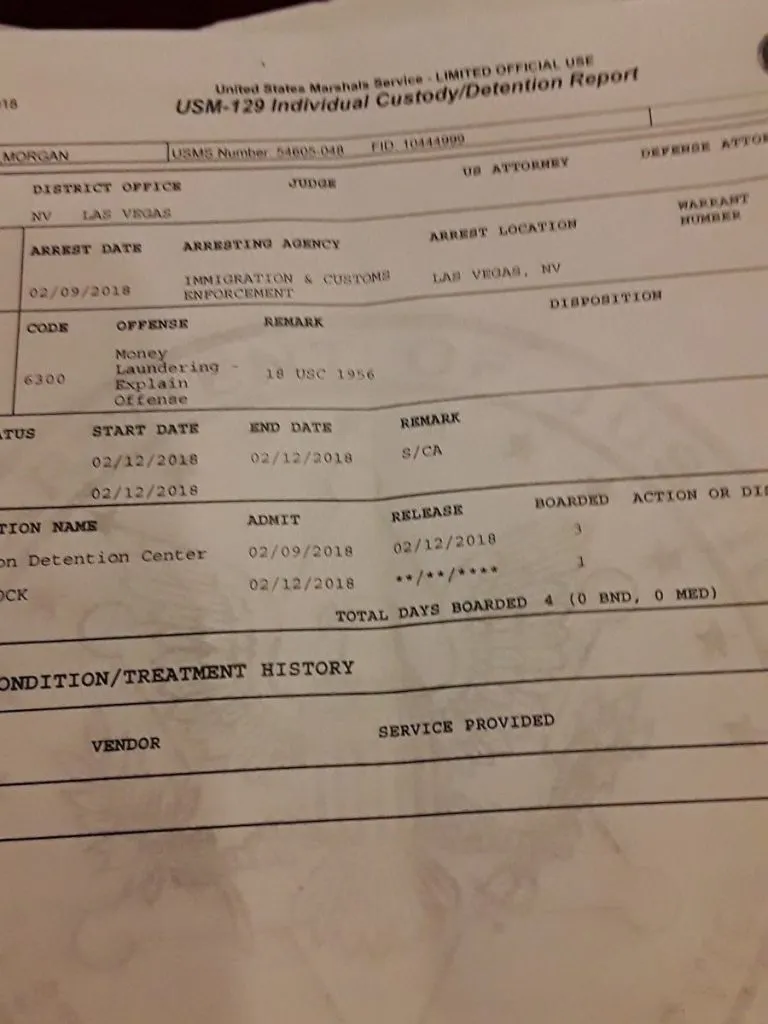 United States Marshals Service - LIMITED OFFICIAL USE
18 USM-129 Individual Custody/Detention Report
MORGAN USMS Number 54605-048 FID 10444999
DISTRICT OFFICE JUDGE US ATTORNEY DEFENSE ATTOR
NV LAS VEGAS
ARREST DATE ARRESTING AGENCY ARREST LOCATION WARRANT
NUMBER
02/09/2018 IMMIGRATION & CUSTOMS LAS VEGAS, NV
ENFORCEMENT
CODE OFFENSE REMARK DISPOSITION
Money
Laundering -
6300 Explain 18 USC 1956
Offense
ATUS START DATE END DATE REMARK
02/12/2018 02/12/2018 S/CA
02/12/2018
TION NAME ADMIT RELEASE BOARDED ACTION OR DIS
on Detention Center 02/09/2018 02/12/2018 3
OCK 02/12/2018 **/**/**** 1
TOTAL DAYS BOARDED 4 (0 BND, 0 MED)
ONDITION/TREATMENT HISTORY
VENDOR SERVICE PROVIDED